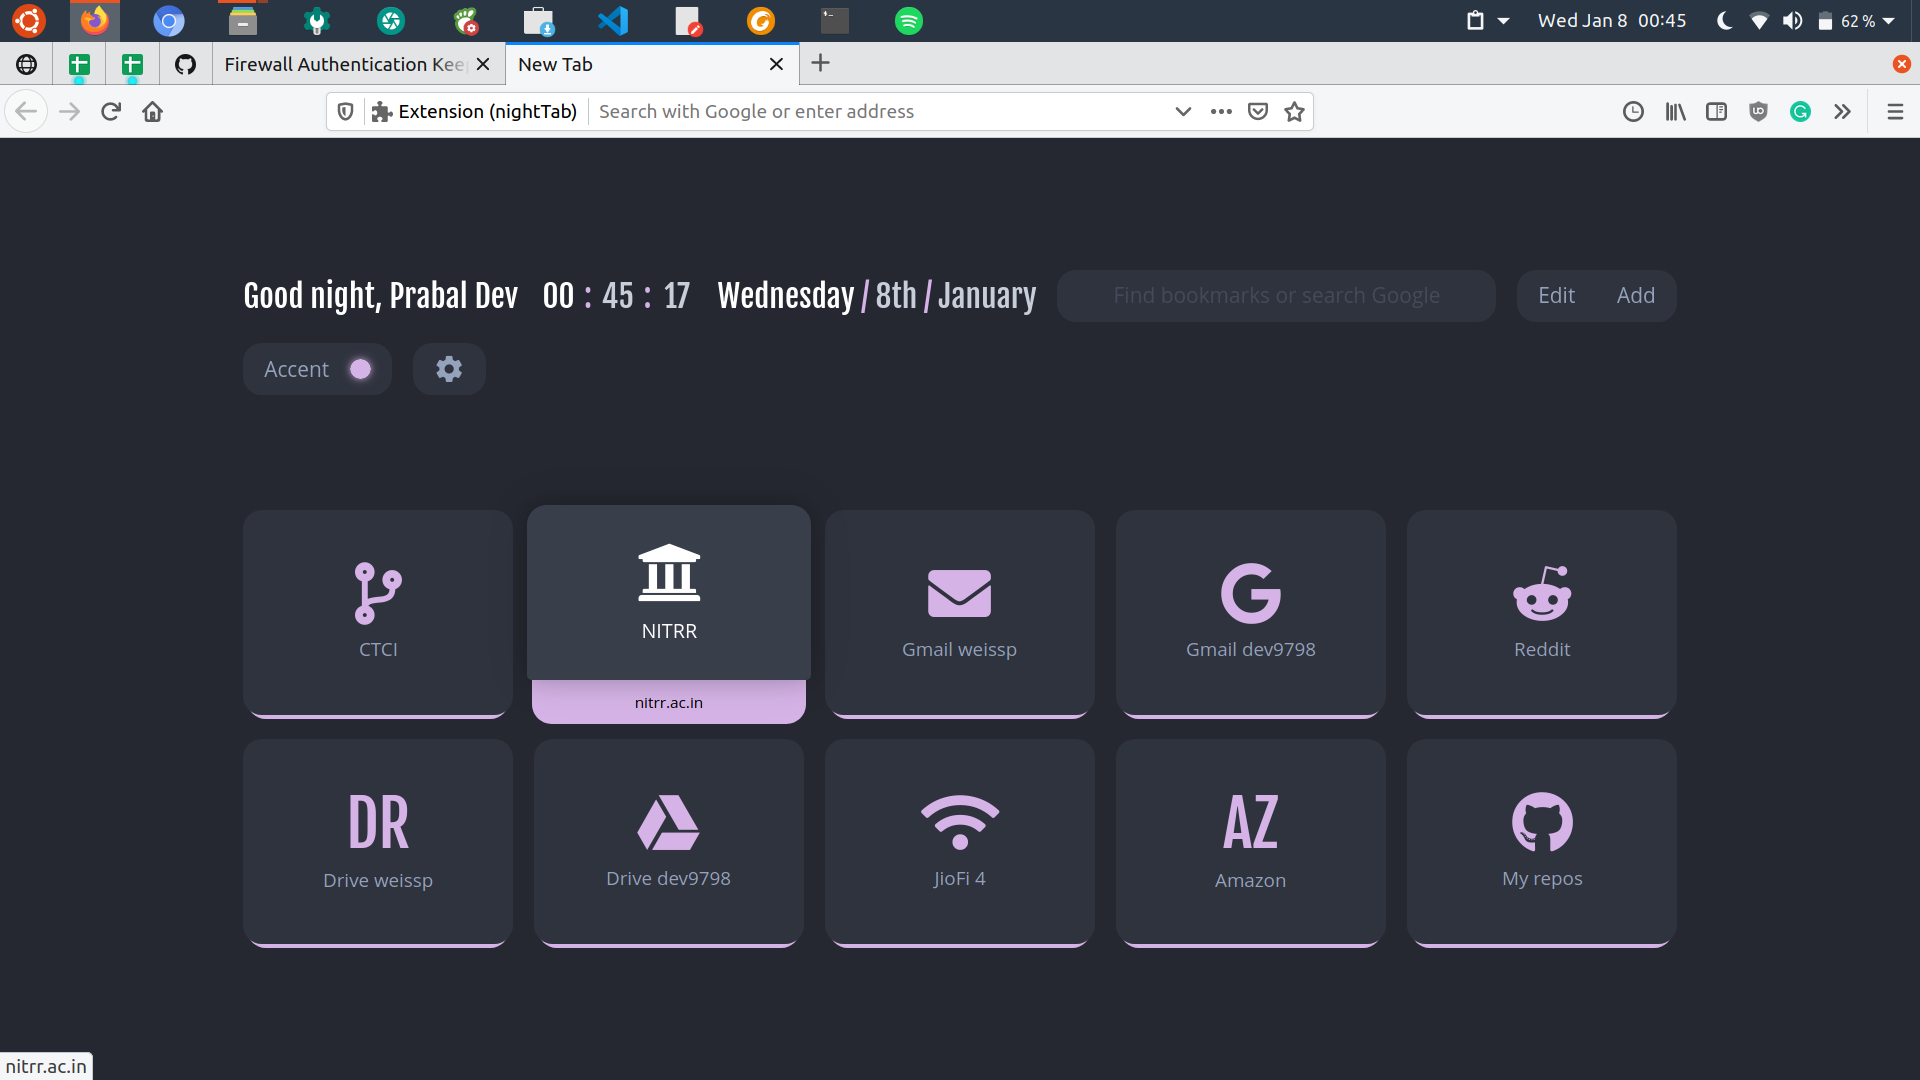 Wed Jan 8 00:45
62 %
Firewall Authentication Kee
New Tab
Extension (nightTab)
Search with Google or enter address
Good night, Prabal Dev 00 : 45 : 17 Wednesday / 8th / January
Find bookmarks or search Google
Edit Add
Accent
CTCI
NITRR
nitrr.ac.in
Gmail weissp
Gmail dev9798
Reddit
DR
Drive weissp
Drive dev9798
JioFi 4
AZ
Amazon
My repos
nitrr.ac.in